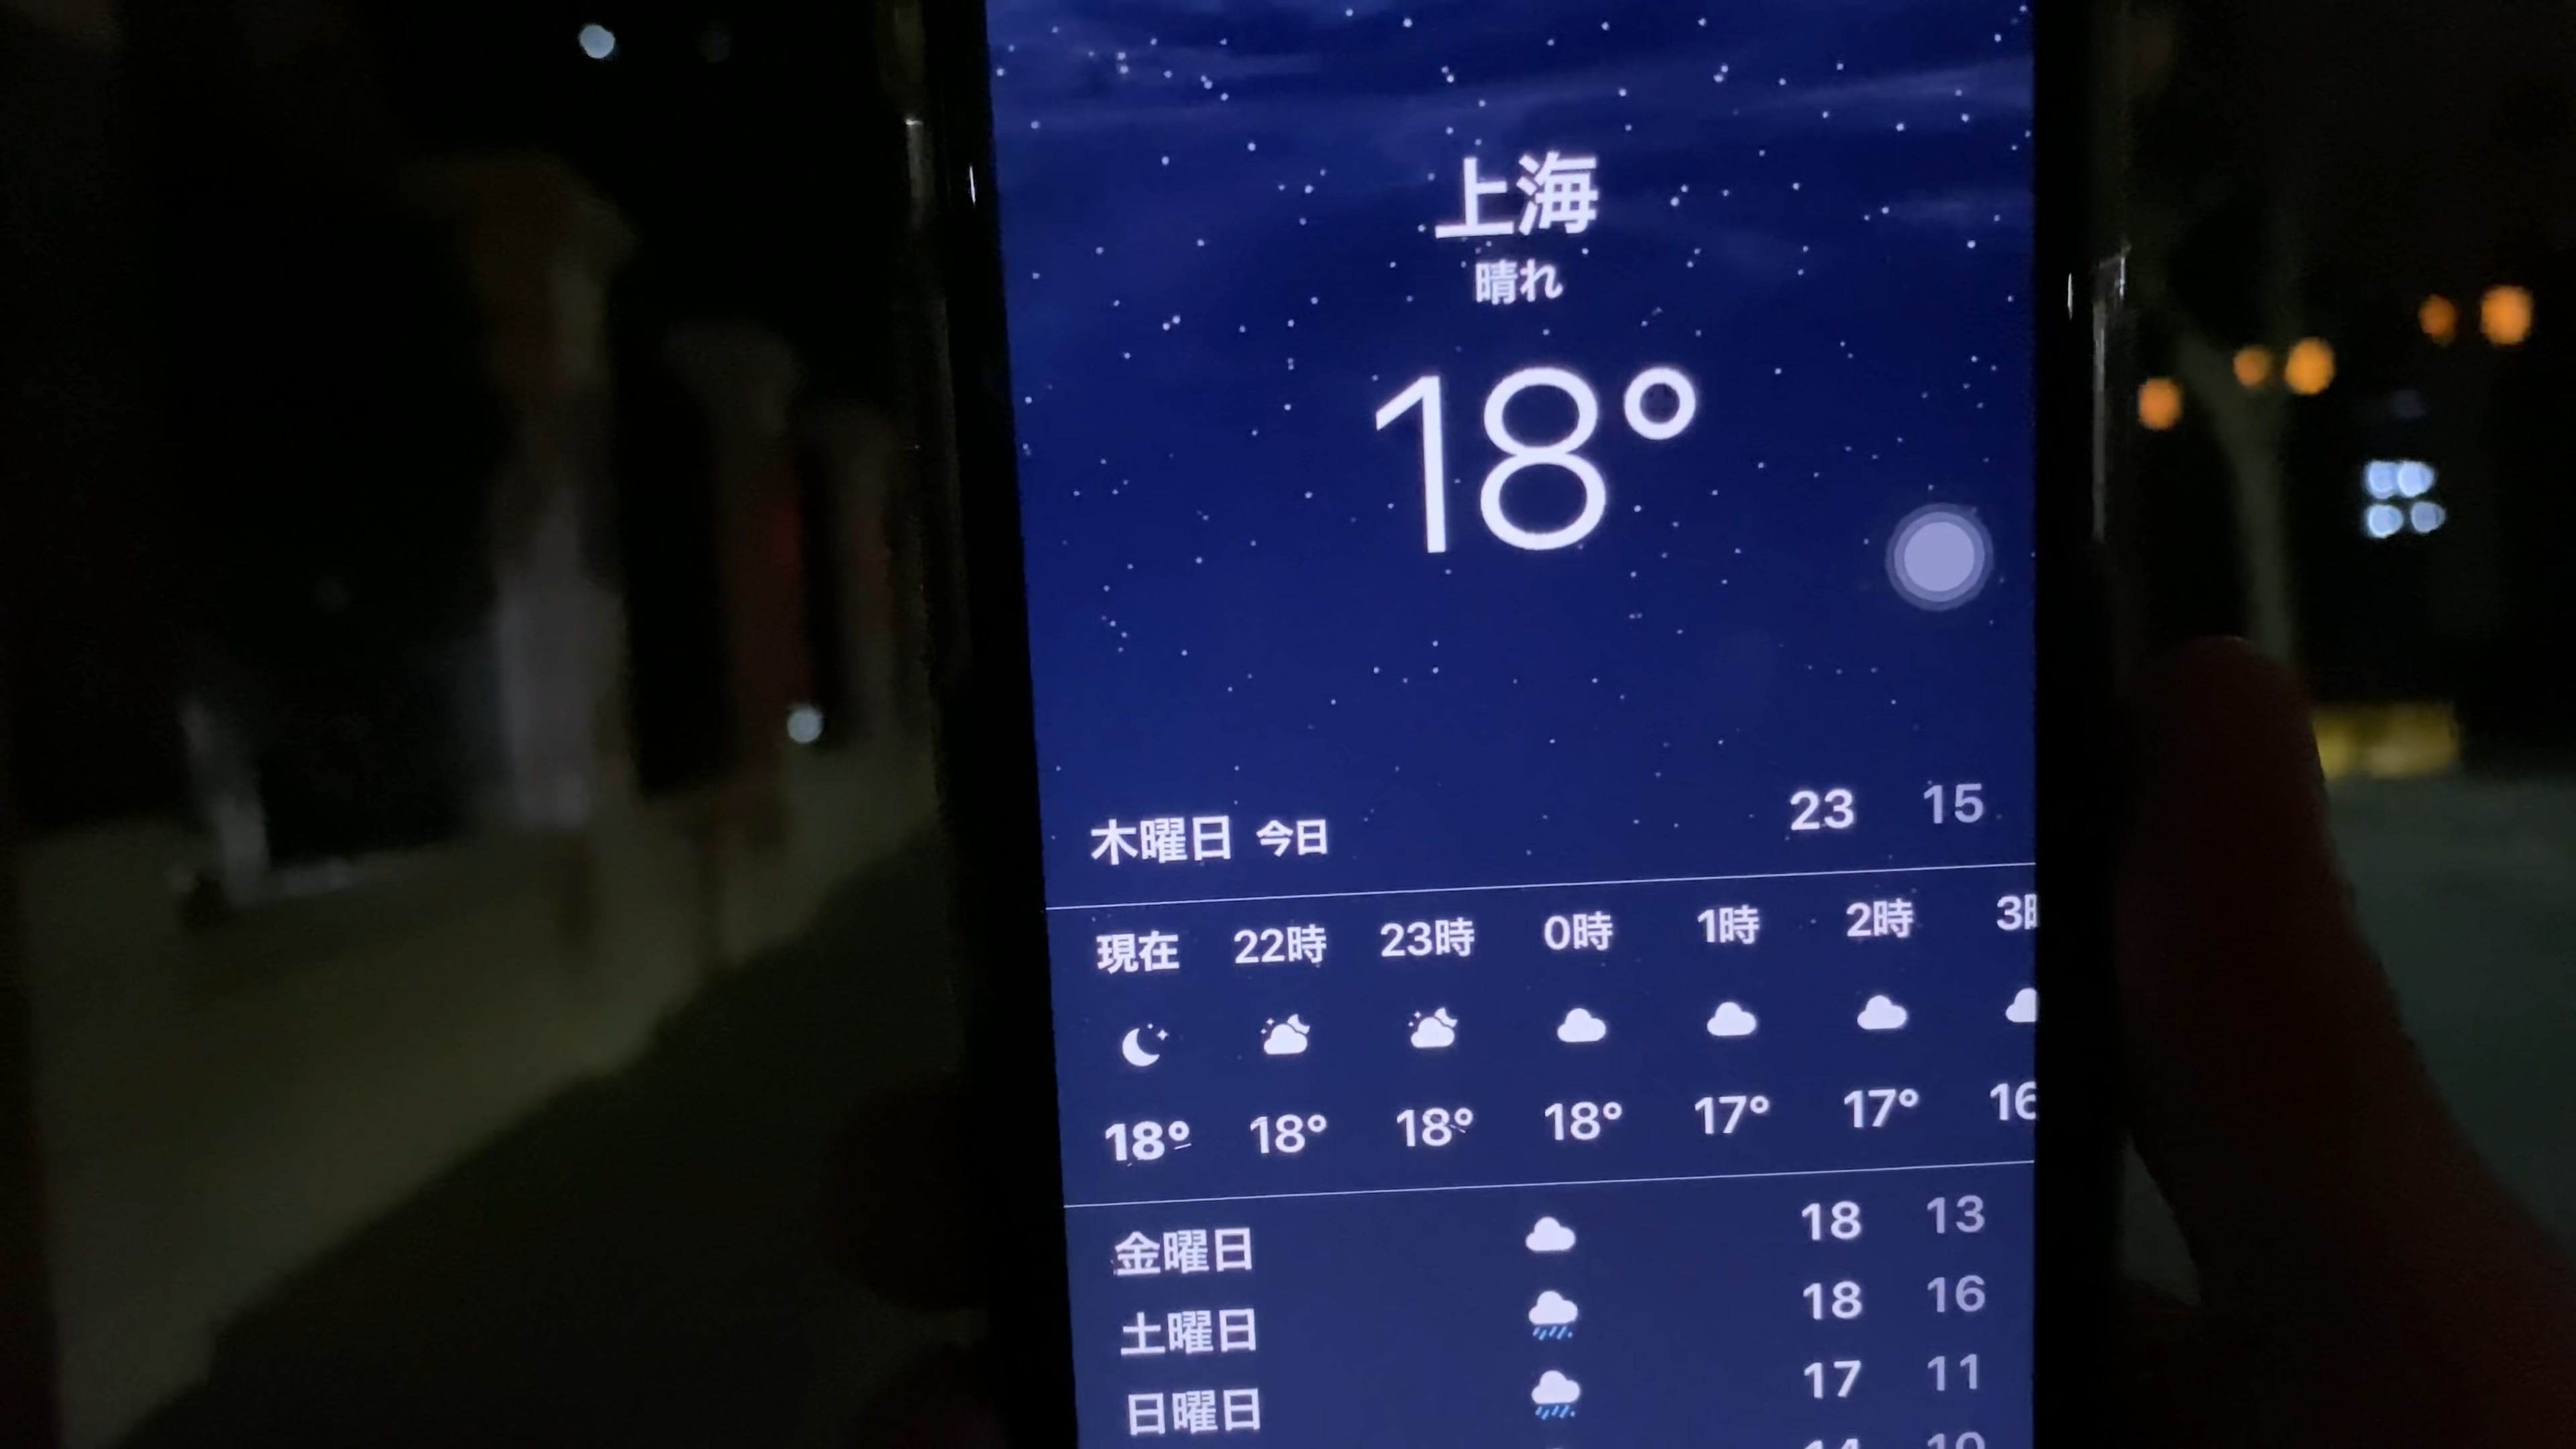 上海
晴れ
18°
木曜日 今日 23 15
現在 22時 23時 0時 1時 2時
18° 18° 18° 18° 17° 17° 16
金曜日 18 13
土曜日 18 16
日曜日 17 11